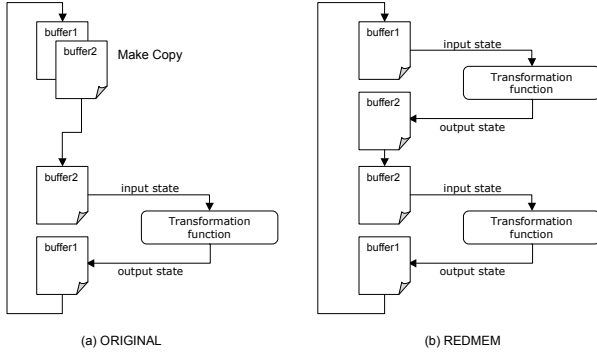 buffer1
buffer2
Make Copy
buffer2
input state
Transformation
function
buffer1
output state
(a) ORIGINAL
buffer1
input state
Transformation
function
buffer2
output state
buffer2
input state
Transformation
function
buffer1
output state
(b) REDMEM